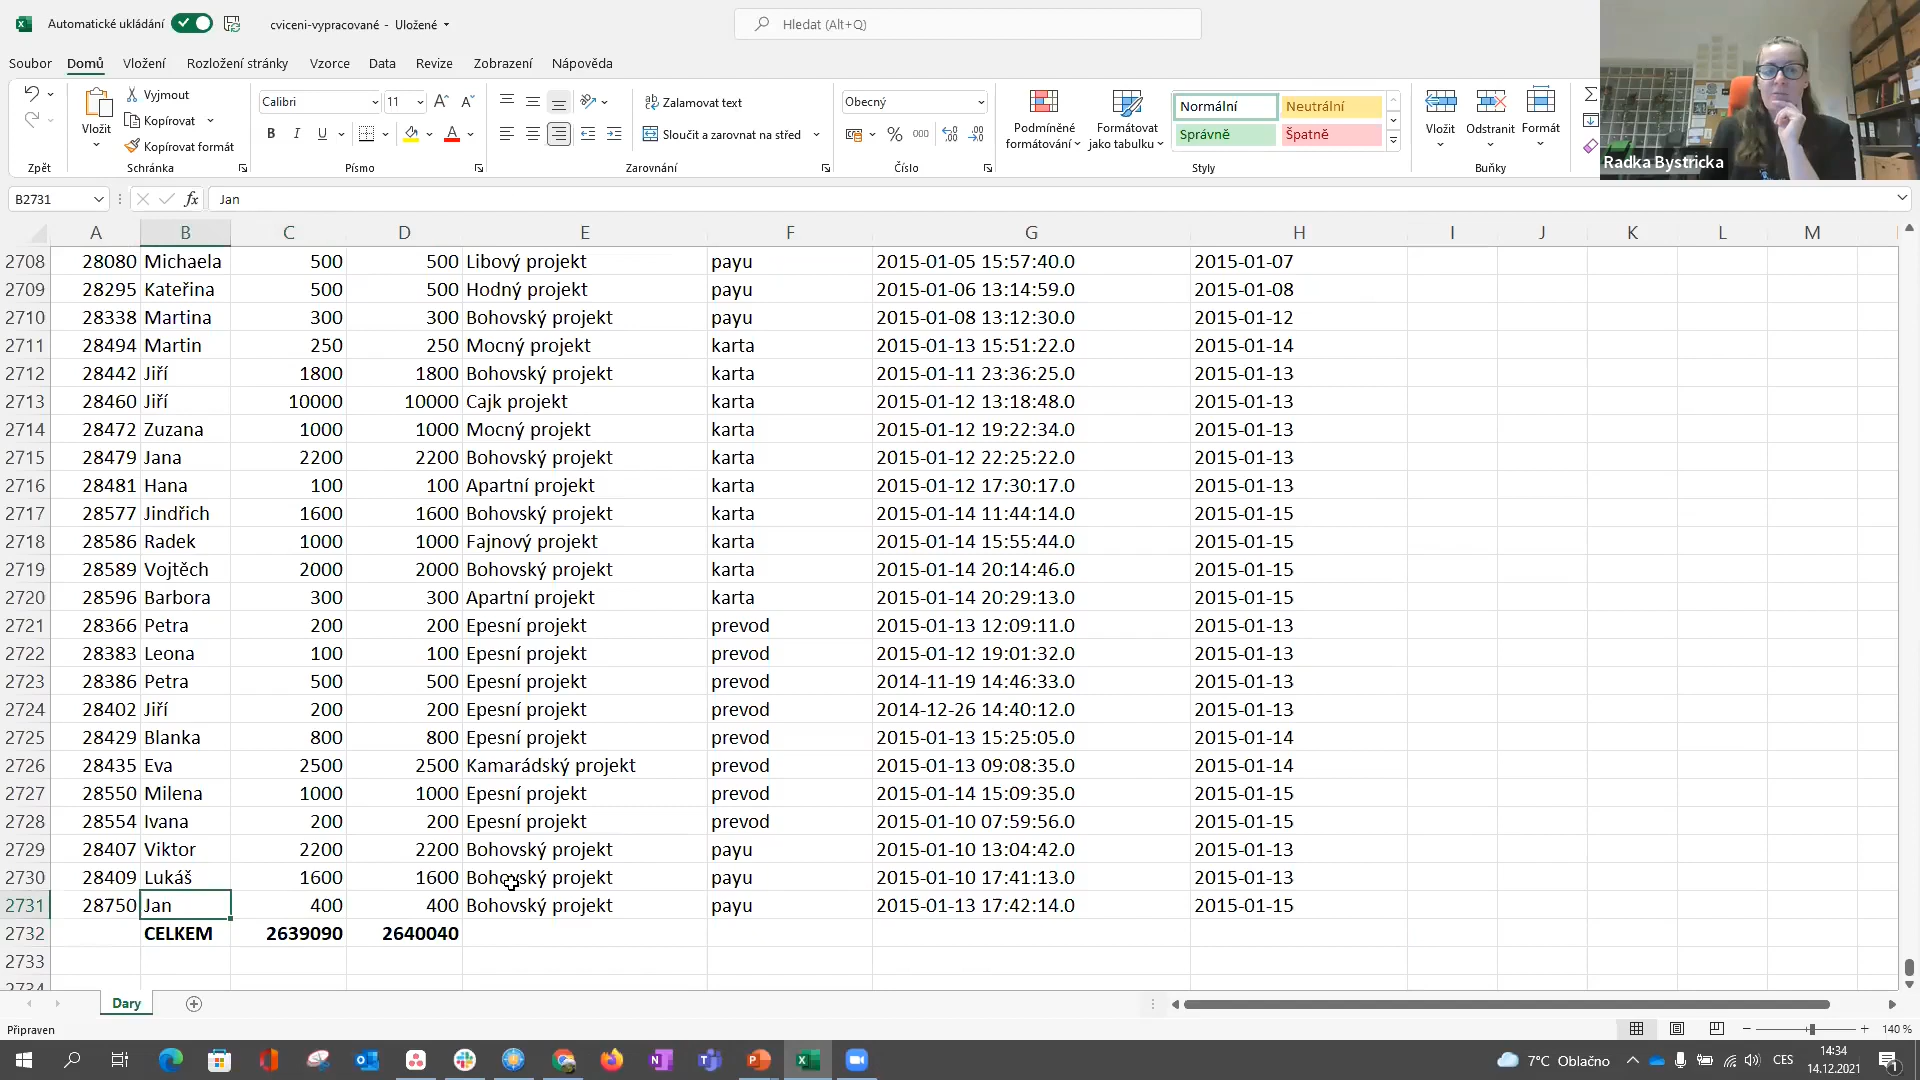 Automatické ukládání
cviceni-vypracované - Uložené
Hledat (Alt+Q)
Soubor Domů Vložení Rozložení stránky Vzorce Data Revize Zobrazení Nápověda
Vložit
Vyjmout
Kopírovat
Kopírovat formát
Calibri 11
B I U
Zalamovat text
Sloučit a zarovnat na střed
Obecný
% 000
Podmíněné formátování
Formátovat jako tabulku
Normální Neutrální
Správně Špatně
Vložit Odstranit Formát
Radka Bystricka
Zpět Schránka Písmo Zarovnání Číslo Styly Buňky
B2731 fx Jan
A B C D E F G H I J K L M
2708 28080 Michaela 500 500 Libový projekt payu 2015-01-05 15:57:40.0 2015-01-07
2709 28295 Kateřina 500 500 Hodný projekt payu 2015-01-06 13:14:59.0 2015-01-08
2710 28338 Martina 300 300 Bohovský projekt payu 2015-01-08 13:12:30.0 2015-01-12
2711 28494 Martin 250 250 Mocný projekt karta 2015-01-13 15:51:22.0 2015-01-14
2712 28442 Jiří 1800 1800 Bohovský projekt karta 2015-01-11 23:36:25.0 2015-01-13
2713 28460 Jiří 10000 10000 Cajk projekt karta 2015-01-12 13:18:48.0 2015-01-13
2714 28472 Zuzana 1000 1000 Mocný projekt karta 2015-01-12 19:22:34.0 2015-01-13
2715 28479 Jana 2200 2200 Bohovský projekt karta 2015-01-12 22:25:22.0 2015-01-13
2716 28481 Hana 100 100 Apartní projekt karta 2015-01-12 17:30:17.0 2015-01-13
2717 28577 Jindřich 1600 1600 Bohovský projekt karta 2015-01-14 11:44:14.0 2015-01-15
2718 28586 Radek 1000 1000 Fajnový projekt karta 2015-01-14 15:55:44.0 2015-01-15
2719 28589 Vojtěch 2000 2000 Bohovský projekt karta 2015-01-14 20:14:46.0 2015-01-15
2720 28596 Barbora 300 300 Apartní projekt karta 2015-01-14 20:29:13.0 2015-01-15
2721 28366 Petra 200 200 Epesní projekt prevod 2015-01-13 12:09:11.0 2015-01-13
2722 28383 Leona 100 100 Epesní projekt prevod 2015-01-12 19:01:32.0 2015-01-13
2723 28386 Petra 500 500 Epesní projekt prevod 2014-11-19 14:46:33.0 2015-01-13
2724 28402 Jiří 200 200 Epesní projekt prevod 2014-12-26 14:40:12.0 2015-01-13
2725 28429 Blanka 800 800 Epesní projekt prevod 2015-01-13 15:25:05.0 2015-01-14
2726 28435 Eva 2500 2500 Kamarádský projekt prevod 2015-01-13 09:08:35.0 2015-01-14
2727 28550 Milena 1000 1000 Epesní projekt prevod 2015-01-14 15:09:35.0 2015-01-15
2728 28554 Ivana 200 200 Epesní projekt prevod 2015-01-10 07:59:56.0 2015-01-15
2729 28407 Viktor 2200 2200 Bohovský projekt payu 2015-01-10 13:04:42.0 2015-01-13
2730 28409 Lukáš 1600 1600 Bohovský projekt payu 2015-01-10 17:41:13.0 2015-01-13
2731 28750 Jan 400 400 Bohovský projekt payu 2015-01-13 17:42:14.0 2015-01-15
2732 CELKEM 2639090 2640040
2733
2734
Dary
Připraven 140 %
7°C Oblačno CES 14:34
14.12.2021